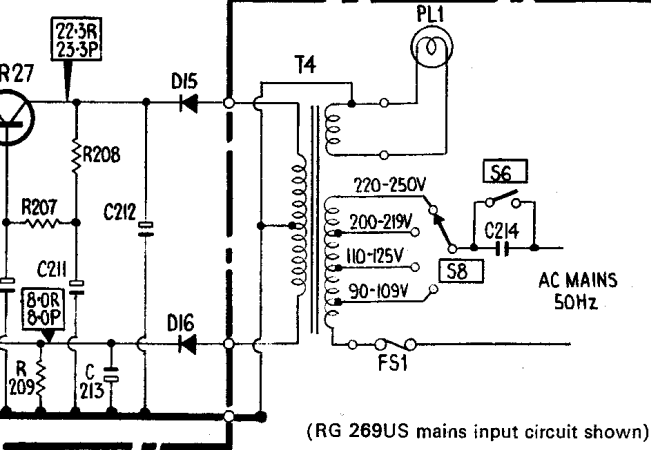 PL1
22·3R
23·3P
R27
T4
D15
R208
S6
220-250V
R207
C212
200-219V
C214
110-125V
C211
S8
AC MAINS
50Hz
8·0R
8·0P
90-109V
D16
FS1
R
209
C
213
(RG 269US mains input circuit shown)